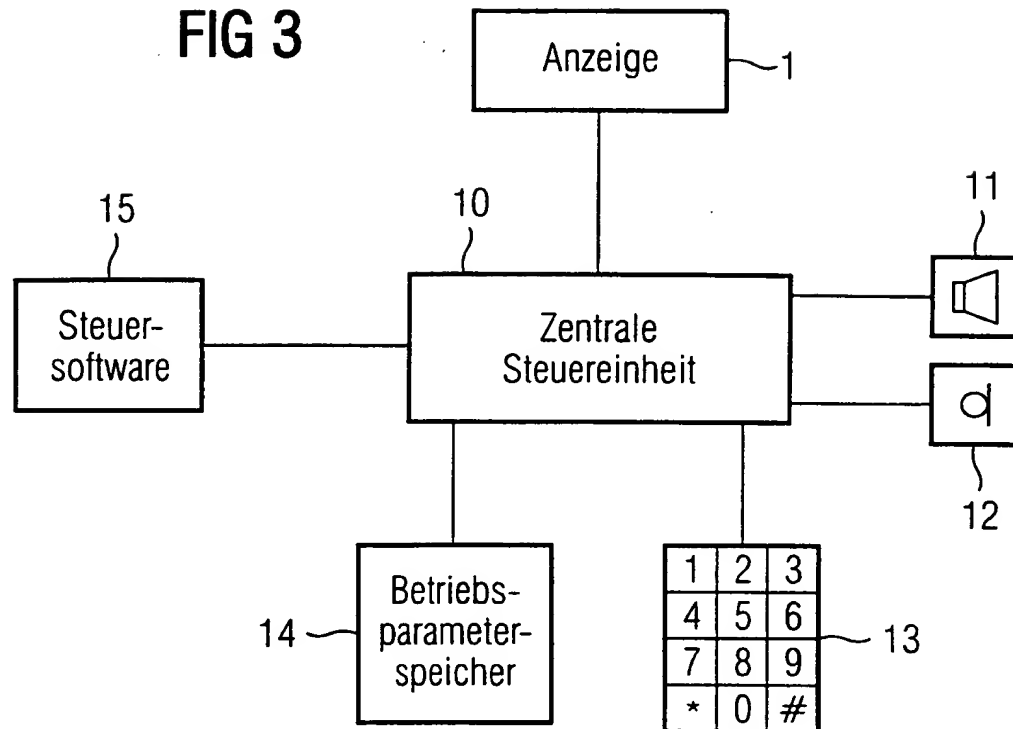 FIG 3
Anzeige
1
15
10
11
Steuer-
software
Zentrale
Steuereinheit
12
14
Betriebs-
parameter-
speicher
1 2 3
4 5 6
7 8 9
* 0 #
13